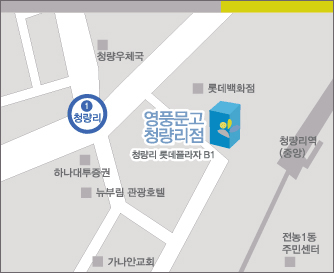 청량우체국
롯데백화점
1
청량리
영풍문고
청량리점
청량리 롯데플라자 B1
청량리역
(중앙)
하나대투증권
뉴부림 관광호텔
전농1동
주민센터
가나안교회